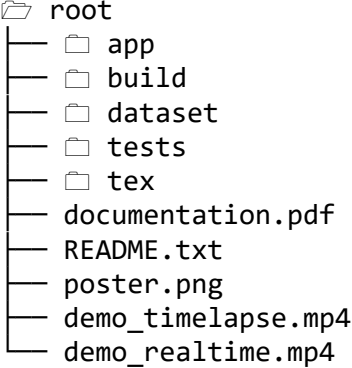 root
app
build
dataset
tests
tex
documentation.pdf
README.txt
poster.png
demo_timelapse.mp4
demo_realtime.mp4